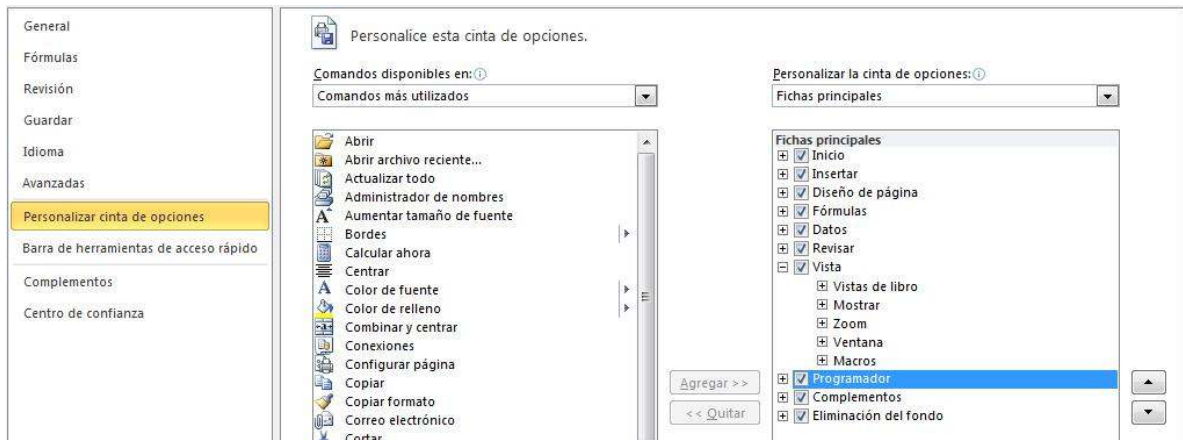 General
Fórmulas
Revisión
Guardar
Idioma
Avanzadas
Personalizar cinta de opciones
Barra de herramientas de acceso rápido
Complementos
Centro de confianza
Personalice esta cinta de opciones.
Comandos disponibles en:
Comandos más utilizados
Abrir
Abrir archivo reciente...
Actualizar todo
Administrador de nombres
Aumentar tamaño de fuente
Bordes
Calcular ahora
Centrar
Color de fuente
Color de relleno
Combinar y centrar
Conexiones
Configurar página
Copiar
Copiar formato
Correo electrónico
Cortar
Agregar >>
<< Quitar
Personalizar la cinta de opciones:
Fichas principales
Fichas principales
Inicio
Insertar
Diseño de página
Fórmulas
Datos
Revisar
Vista
Vistas de libro
Mostrar
Zoom
Ventana
Macros
Programador
Complementos
Eliminación del fondo